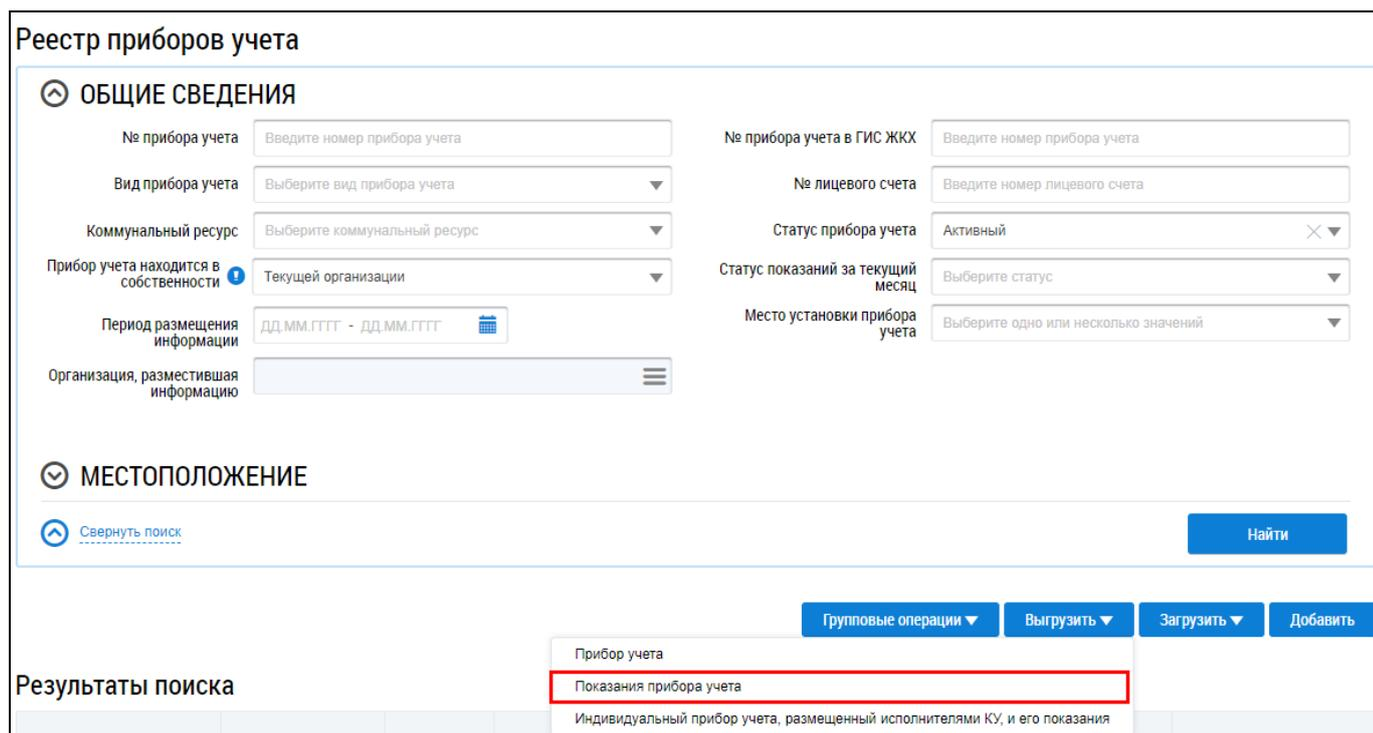 Реестр приборов учета
ОБЩИЕ СВЕДЕНИЯ
№ прибора учета
Введите номер прибора учета
№ прибора учета в ГИС ЖКХ
Введите номер прибора учета
Вид прибора учета
Выберите вид прибора учета
№ лицевого счета
Введите номер лицевого счета
Коммунальный ресурс
Выберите коммунальный ресурс
Статус прибора учета
Активный
Прибор учета находится в
собственности
Текущей организации
Статус показаний за текущий
месяц
Выберите статус
Период размещения
информации
ДД.ММ.ГГГГ - ДД.ММ.ГГГГ
Место установки прибора
учета
Выберите одно или несколько значений
Организация, разместившая
информацию
МЕСТОПОЛОЖЕНИЕ
Свернуть поиск
Найти
Групповые операции
Выгрузить
Загрузить
Добавить
Прибор учета
Результаты поиска
Показания прибора учета
Индивидуальный прибор учета, размещенный исполнителями КУ, и его показания